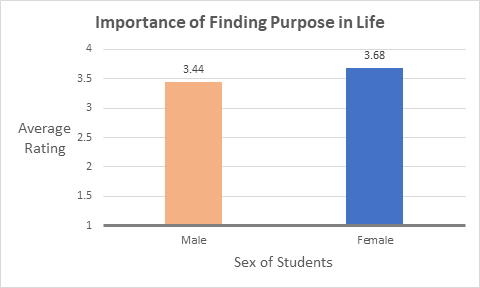 Importance of Finding Purpose in Life
4
3.5
3
2.5
2
1.5
1
Average
Rating
3.44
3.68
Male
Female
Sex of Students